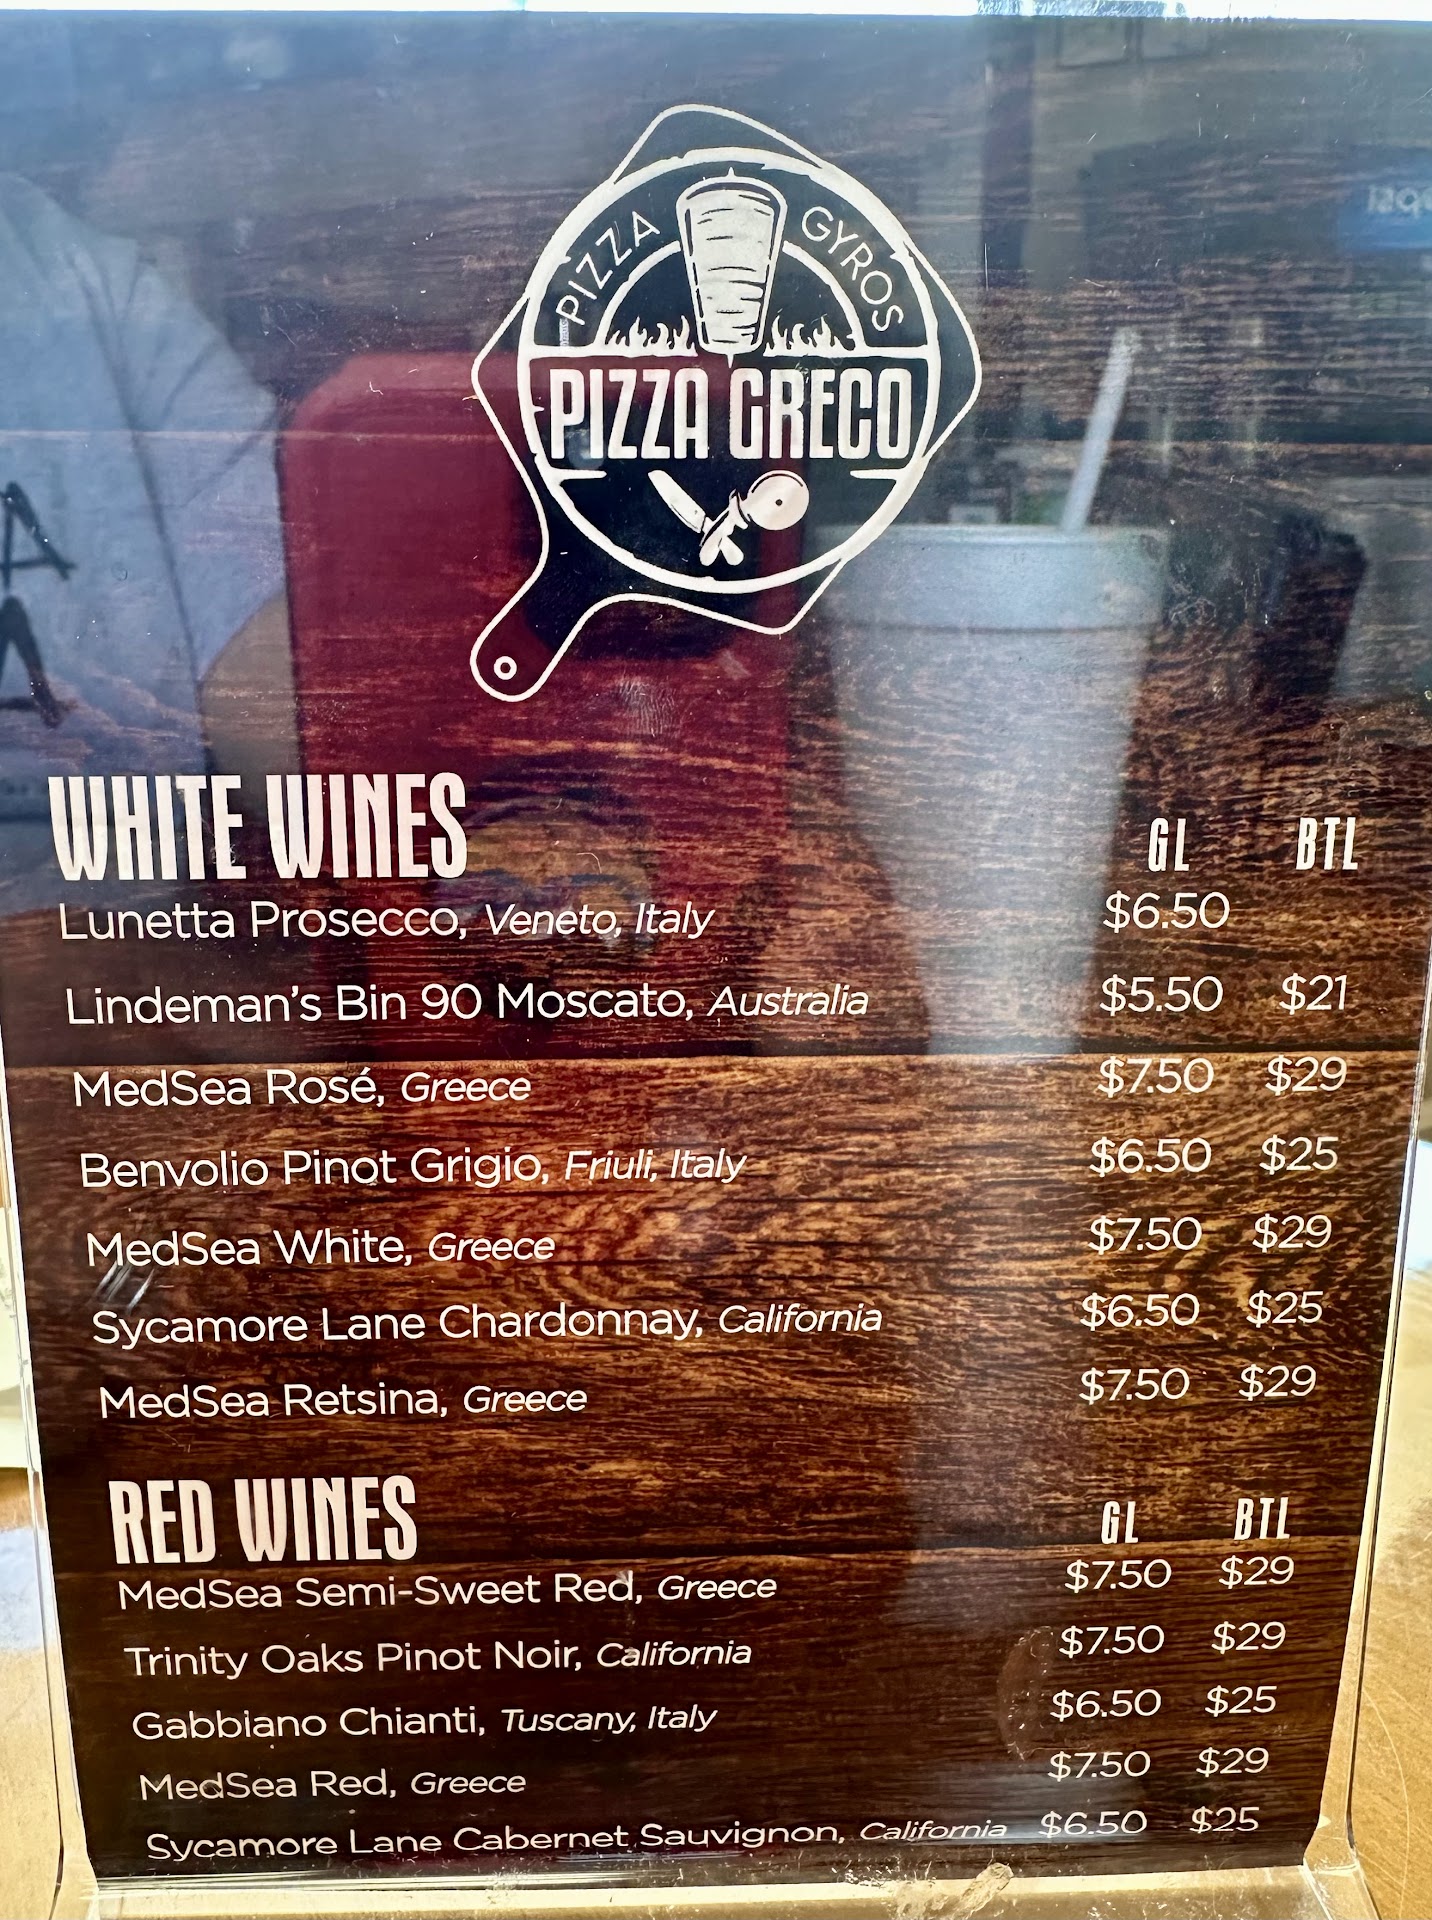 PIZZA GYROS
PIZZA GRECO
WHITE WINES GL BTL
Lunetta Prosecco, Veneto, Italy $6.50
Lindeman's Bin 90 Moscato, Australia $5.50 $21
MedSea Rosé, Greece $7.50 $29
Benvolio Pinot Grigio, Friuli, Italy $6.50 $25
MedSea White, Greece $7.50 $29
Sycamore Lane Chardonnay, California $6.50 $25
MedSea Retsina, Greece $7.50 $29
RED WINES GL BTL
MedSea Semi-Sweet Red, Greece $7.50 $29
Trinity Oaks Pinot Noir, California $7.50 $29
Gabbiano Chianti, Tuscany, Italy $6.50 $25
MedSea Red, Greece $7.50 $29
Sycamore Lane Cabernet Sauvignon, California $6.50 $25